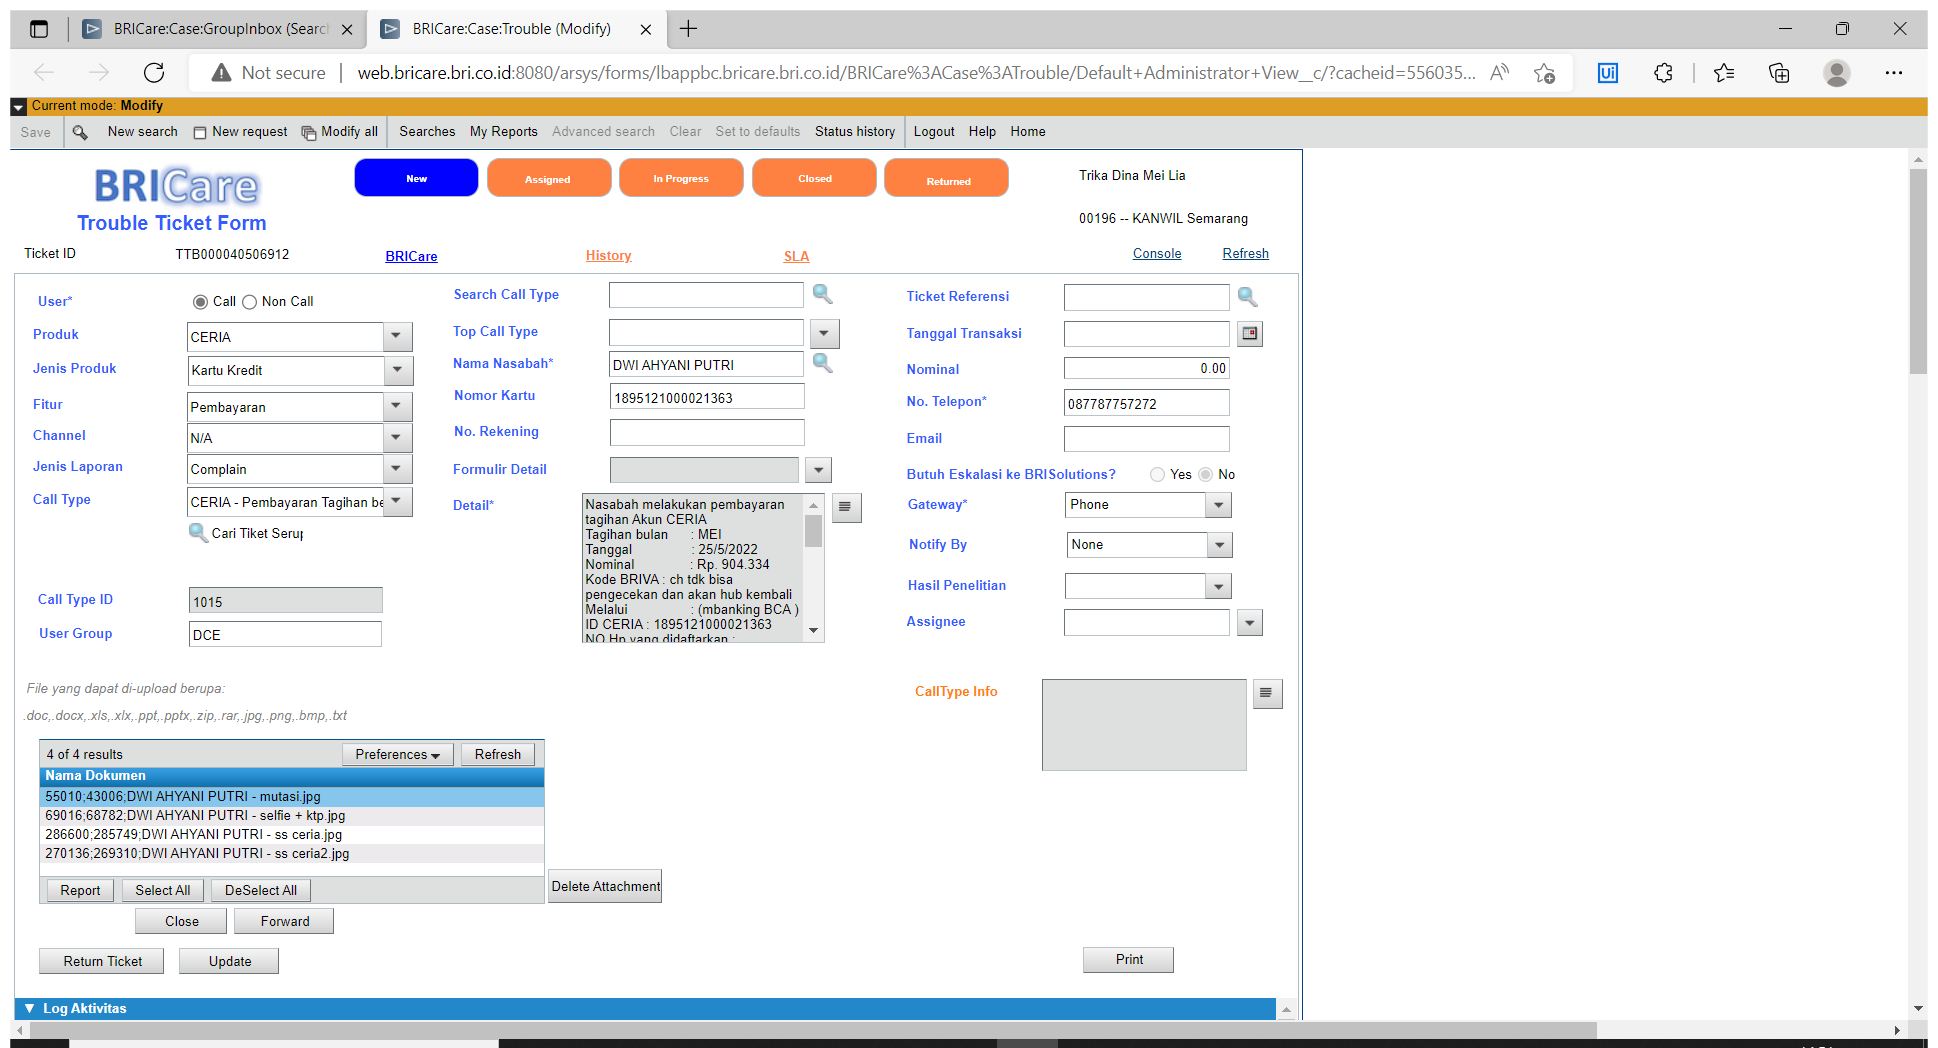 BRICare:Case:GroupInbox (Searc
BRICare:Case:Trouble (Modify)
Not secure
web.bricare.bri.co.id:8080/arsys/forms/lbappbc.bricare.bri.co.id/BRICare%3ACase%3ATrouble/Default+Administrator+View__c/?cacheid=556035...
Current mode: Modify
Save
New search
New request
Modify all
Searches
My Reports
Advanced search
Clear
Set to defaults
Status history
Logout
Help
Home
BRICare
Trouble Ticket Form
New
Assigned
In Progress
Closed
Returned
Trika Dina Mei Lia
00196 -- KANWIL Semarang
Ticket ID
TTB000040506912
BRICare
History
SLA
Console
Refresh
User*
Call
Non Call
Produk
CERIA
Jenis Produk
Kartu Kredit
Fitur
Pembayaran
Channel
N/A
Jenis Laporan
Complain
Call Type
CERIA - Pembayaran Tagihan be
Cari Tiket Serup
Call Type ID
1015
User Group
DCE
Search Call Type
Top Call Type
Nama Nasabah*
DWI AHYANI PUTRI
Nomor Kartu
1895121000021363
No. Rekening
Formulir Detail
Detail*
Nasabah melakukan pembayaran
tagihan Akun CERIA
Tagihan bulan : MEI
Tanggal : 25/5/2022
Nominal : Rp. 904.334
Kode BRIVA : ch tdk bisa
pengecekan dan akan hub kembali
Melalui : (mbanking BCA )
ID CERIA : 1895121000021363
NO Hp yang didaftarkan :
Ticket Referensi
Tanggal Transaksi
Nominal
0.00
No. Telepon*
087787757272
Email
Butuh Eskalasi ke BRISolutions?
Yes
No
Gateway*
Phone
Notify By
None
Hasil Penelitian
Assignee
CallType Info
File yang dapat di-upload berupa:
.doc,.docx,.xls,.xlx,.ppt,.pptx,.zip,.rar,.jpg,.png,.bmp,.txt
4 of 4 results
Preferences
Refresh
Nama Dokumen
55010;43006;DWI AHYANI PUTRI - mutasi.jpg
69016;68782;DWI AHYANI PUTRI - selfie + ktp.jpg
286600;285749;DWI AHYANI PUTRI - ss ceria.jpg
270136;269310;DWI AHYANI PUTRI - ss ceria2.jpg
Report
Select All
DeSelect All
Delete Attachment
Close
Forward
Return Ticket
Update
Print
Log Aktivitas